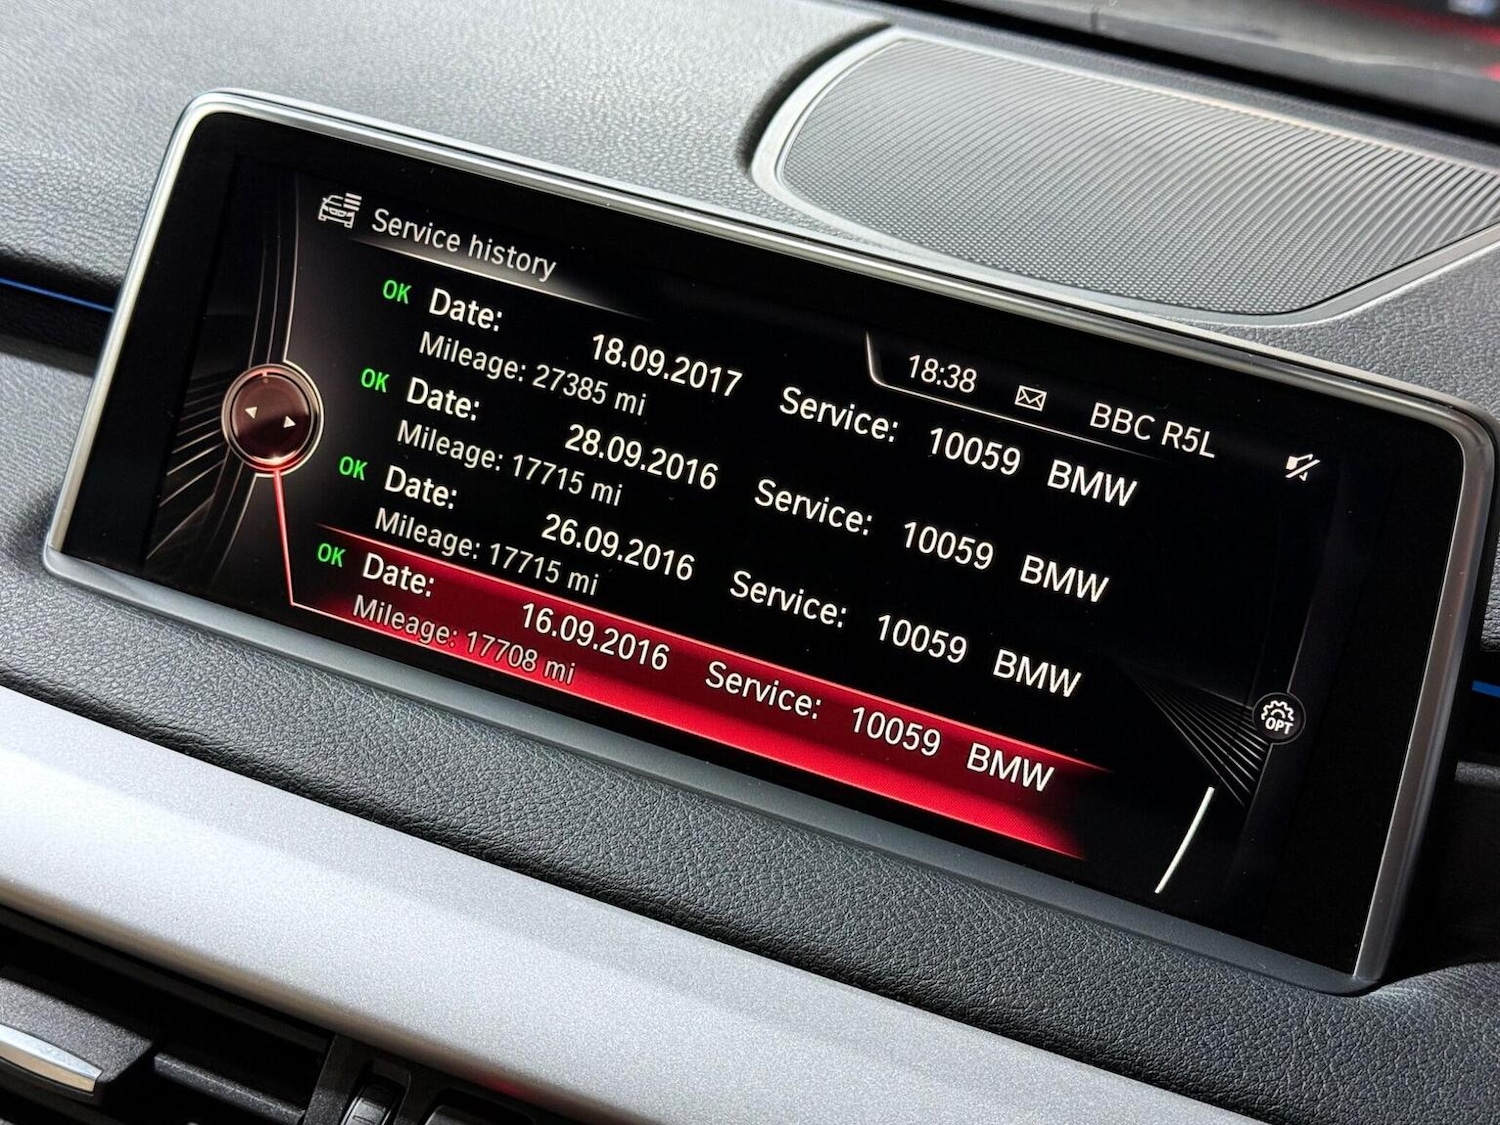 Service history
18:38 BBC R5L
OK Date: 18.09.2017 Service: 10059 BMW
Mileage: 27385 mi
OK Date: 28.09.2016 Service: 10059 BMW
Mileage: 17715 mi
OK Date: 26.09.2016 Service: 10059 BMW
Mileage: 17715 mi
OK Date: 16.09.2016 Service: 10059 BMW
Mileage: 17708 mi
OPT